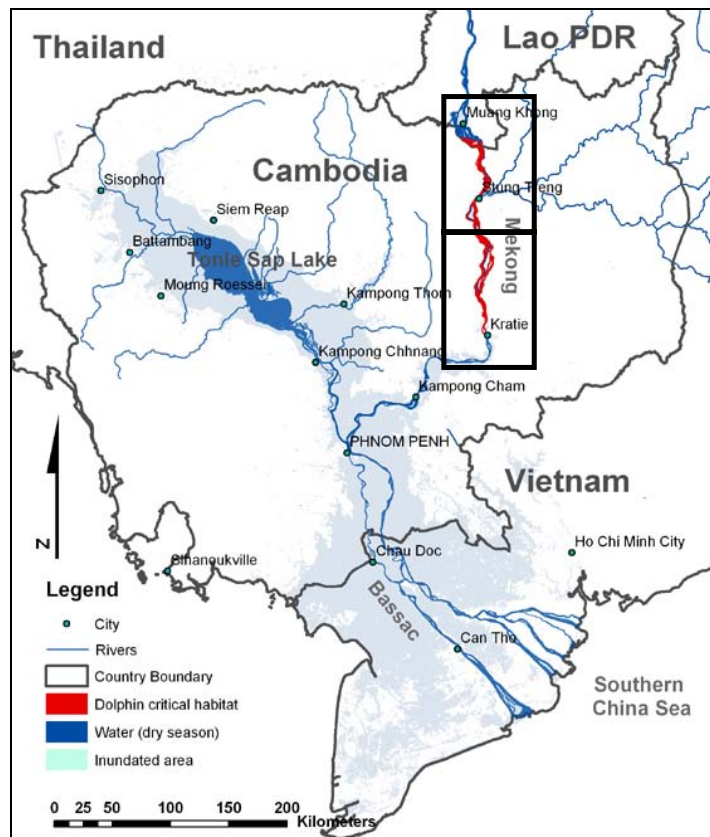 Thailand
Lao PDR
Muang Khong
Cambodia
Sisophon
Stung Treng
Siem Reap
Mekong
Battambang
Tonle Sap Lake
Moung Roessei
Kampong Thom
Kratie
Kampong Chhnang
Kampong Cham
PHNOM PENH
Vietnam
N
Ho Chi Minh City
Chau Doc
Sihanoukville
Bassac
Legend
City
Can Tho
Rivers
Country Boundary
Southern
China Sea
Dolphin critical habitat
Water (dry season)
Inundated area
0 25 50 100 150 200
Kilometers